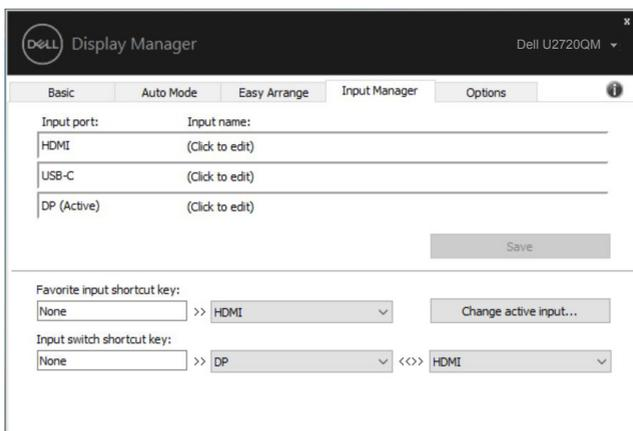 x
DELL Display Manager Dell U2720QM
Basic Auto Mode Easy Arrange Input Manager Options i
Input port: Input name:
HDMI (Click to edit)
USB-C (Click to edit)
DP (Active) (Click to edit)
Save
Favorite input shortcut key:
None >> HDMI Change active input...
Input switch shortcut key:
None >> DP <<>> HDMI